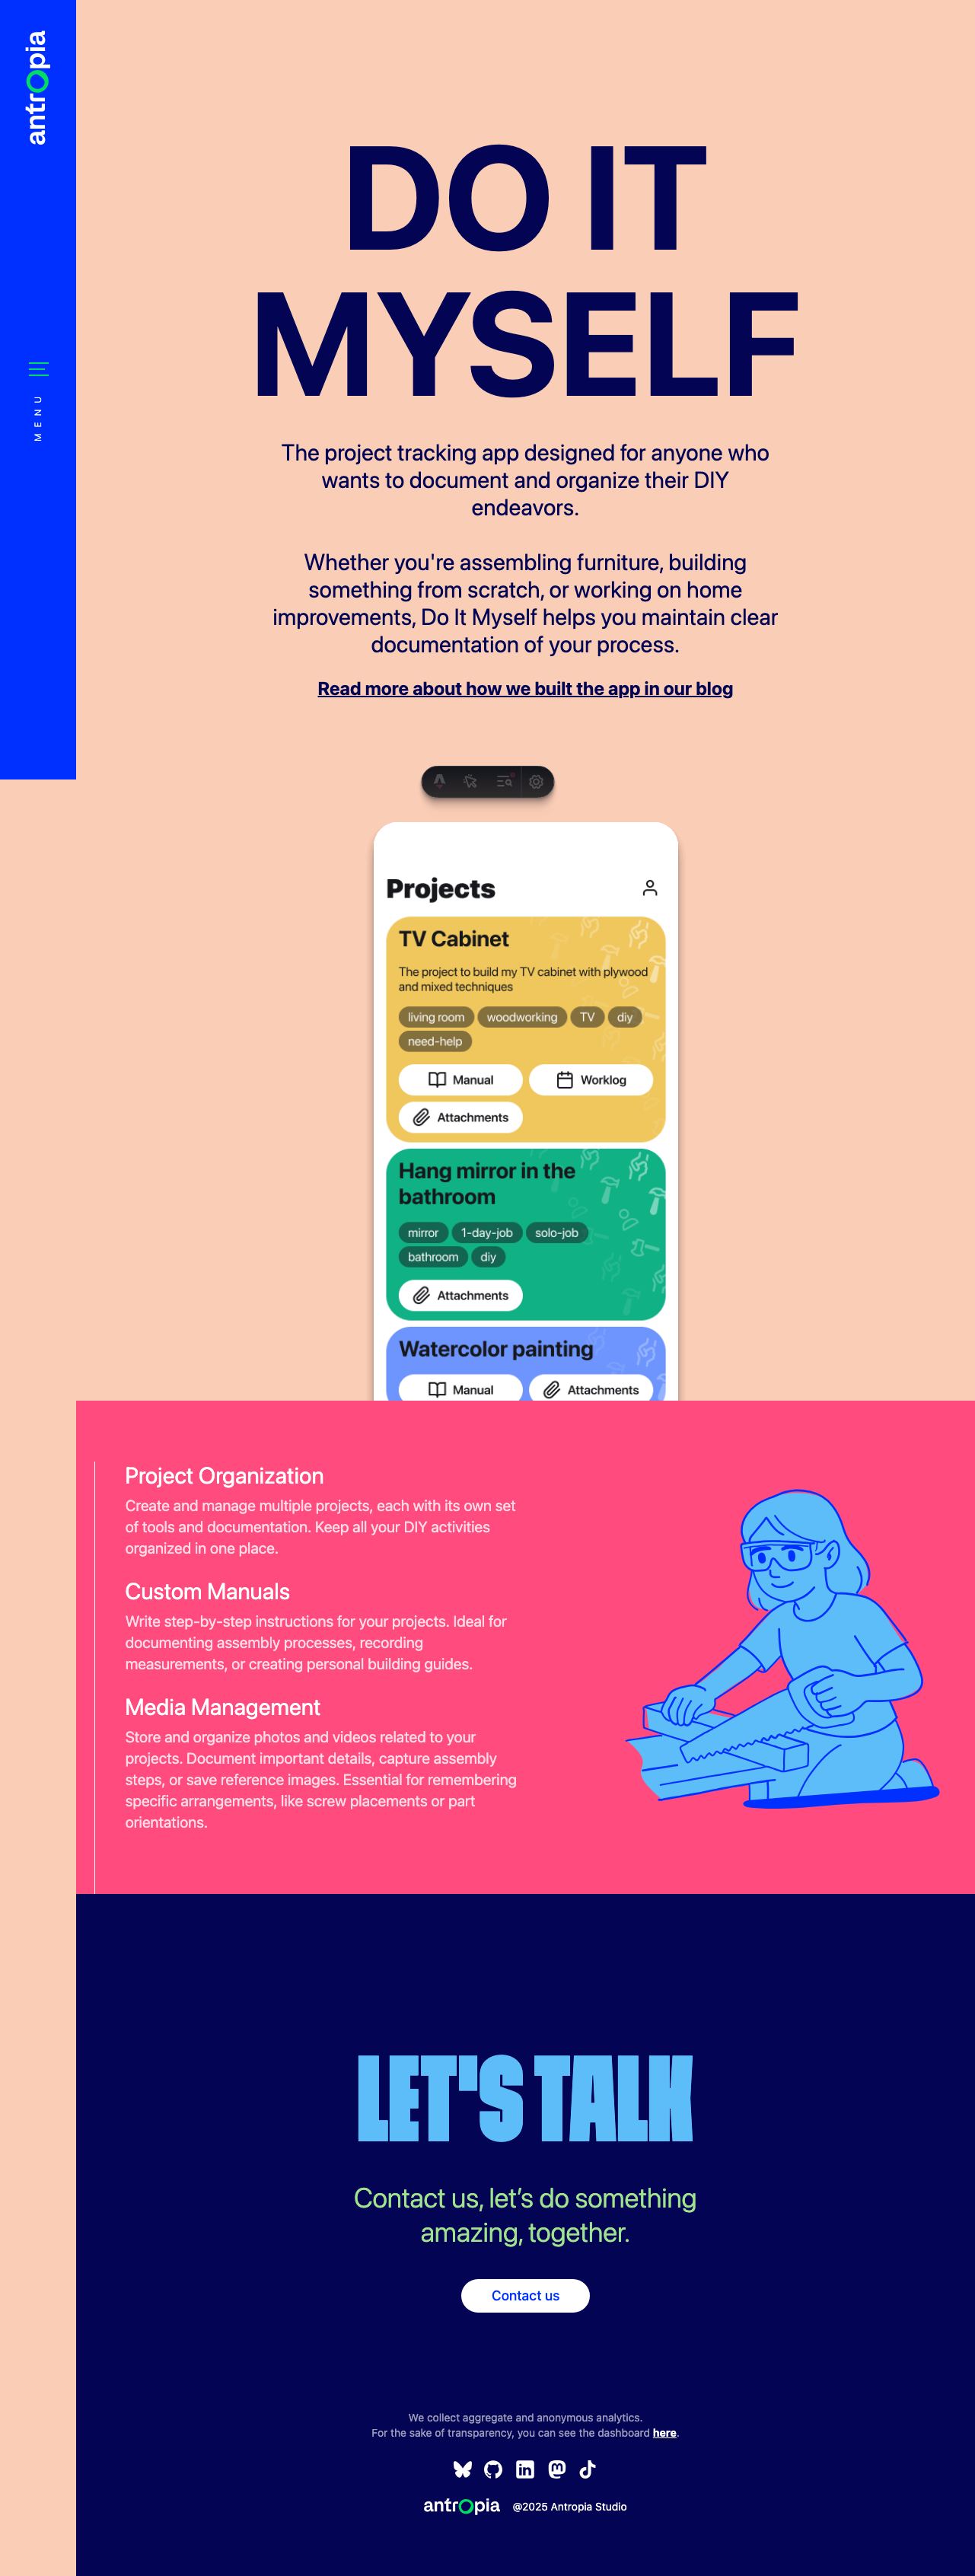 antropia
MENU
DO IT
MYSELF
The project tracking app designed for anyone who
wants to document and organize their DIY
endeavors.
Whether you're assembling furniture, building
something from scratch, or working on home
improvements, Do It Myself helps you maintain clear
documentation of your process.
Read more about how we built the app in our blog
Projects
TV Cabinet
The project to build my TV cabinet with plywood
and mixed techniques
living room woodworking TV diy
need-help
Manual Worklog
Attachments
Hang mirror in the
bathroom
mirror 1-day-job solo-job
bathroom diy
Attachments
Watercolor painting
Manual Attachments
Project Organization
Create and manage multiple projects, each with its own set
of tools and documentation. Keep all your DIY activities
organized in one place.
Custom Manuals
Write step-by-step instructions for your projects. Ideal for
documenting assembly processes, recording
measurements, or creating personal building guides.
Media Management
Store and organize photos and videos related to your
projects. Document important details, capture assembly
steps, or save reference images. Essential for remembering
specific arrangements, like screw placements or part
orientations.
LET'S TALK
Contact us, let’s do something
amazing, together.
Contact us
We collect aggregate and anonymous analytics.
For the sake of transparency, you can see the dashboard here.
antropia @2025 Antropia Studio